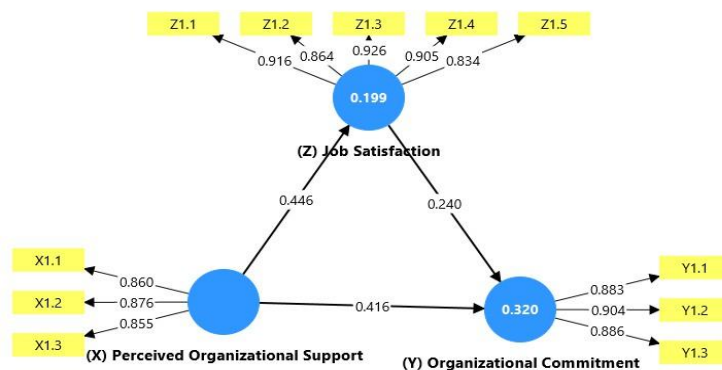 Z1.1 Z1.2 Z1.3 Z1.4 Z1.5
0.916 0.864 0.926 0.905 0.834
0.199
(Z) Job Satisfaction
0.446 0.240
X1.1
X1.2
X1.3
0.860
0.876
0.855
0.416
0.320
0.883
0.904
0.886
Y1.1
Y1.2
Y1.3
(X) Perceived Organizational Support
(Y) Organizational Commitment